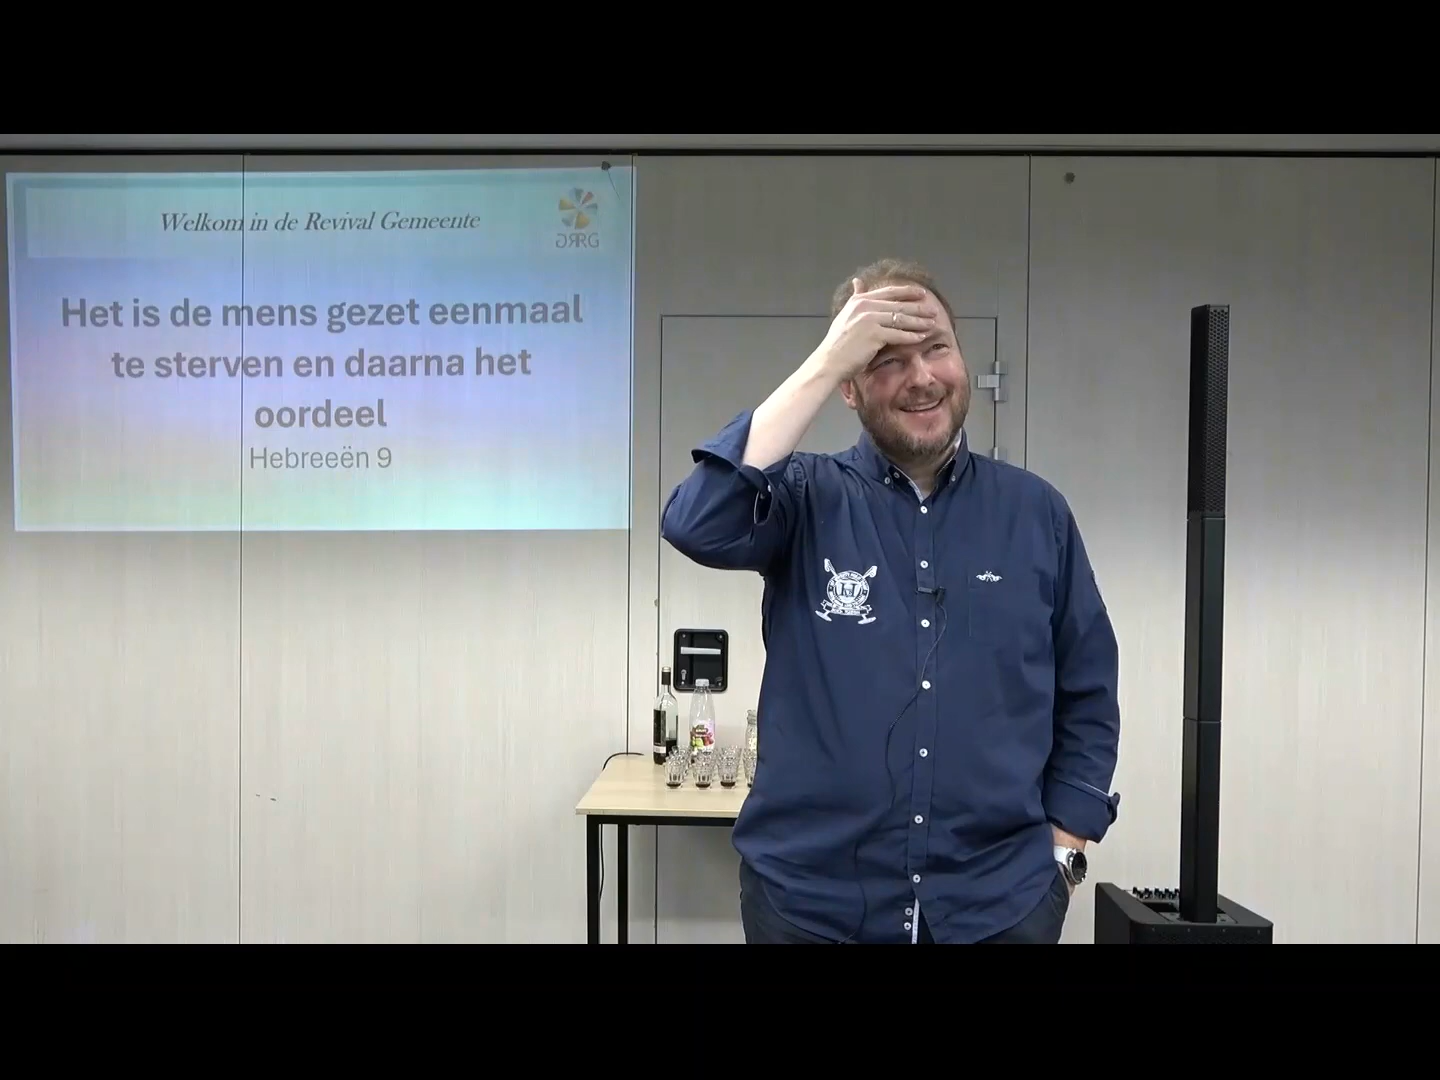 Welkom in de Revival Gemeente
GRRG
Het is de mens gezet eenmaal
te sterven en daarna het
oordeel
Hebreeën 9